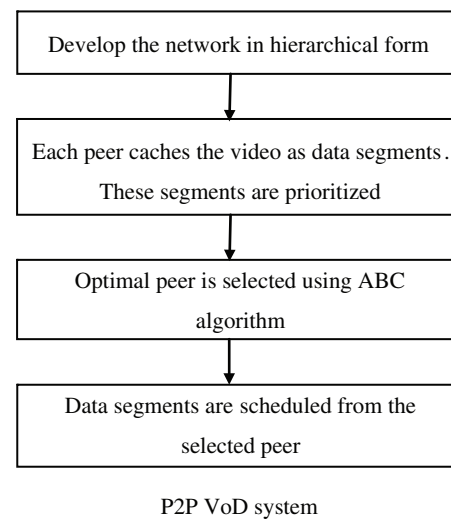 Develop the network in hierarchical form
Each peer caches the video as data segments.
These segments are prioritized
Optimal peer is selected using ABC
algorithm
Data segments are scheduled from the
selected peer
P2P VoD system